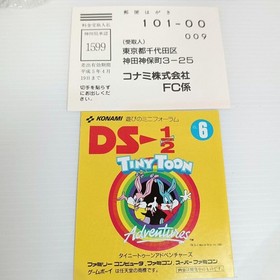 郵便はがき
101-00
009
料金受取人払
神田局承認
1599
差出有効期間
平成5年4月
10日まで
切手を貼らず
にお出しください
(受取人)
東京都千代田区
神田神保町3-25
コナミ株式会社
FC係
KONAMI 遊びのミニフォーラム
DS▶1/2
6
TINY TOON
Adventures
タイニートゥーンアドベンチャーズ
ファミリーコンピュータ、ファミコン、スーパーファミコン、
ゲームボーイは任天堂の商標です。